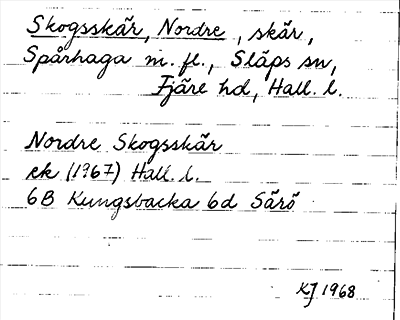 Skogsskär, Nordre, skär,
Spårhaga m. fl., Släps sn,
Fjäre hd, Hall. l.
Nordre Skogsskär
ek (1967) Hall. l.
6B Kungsbacka 6d Särö
KJ 1968